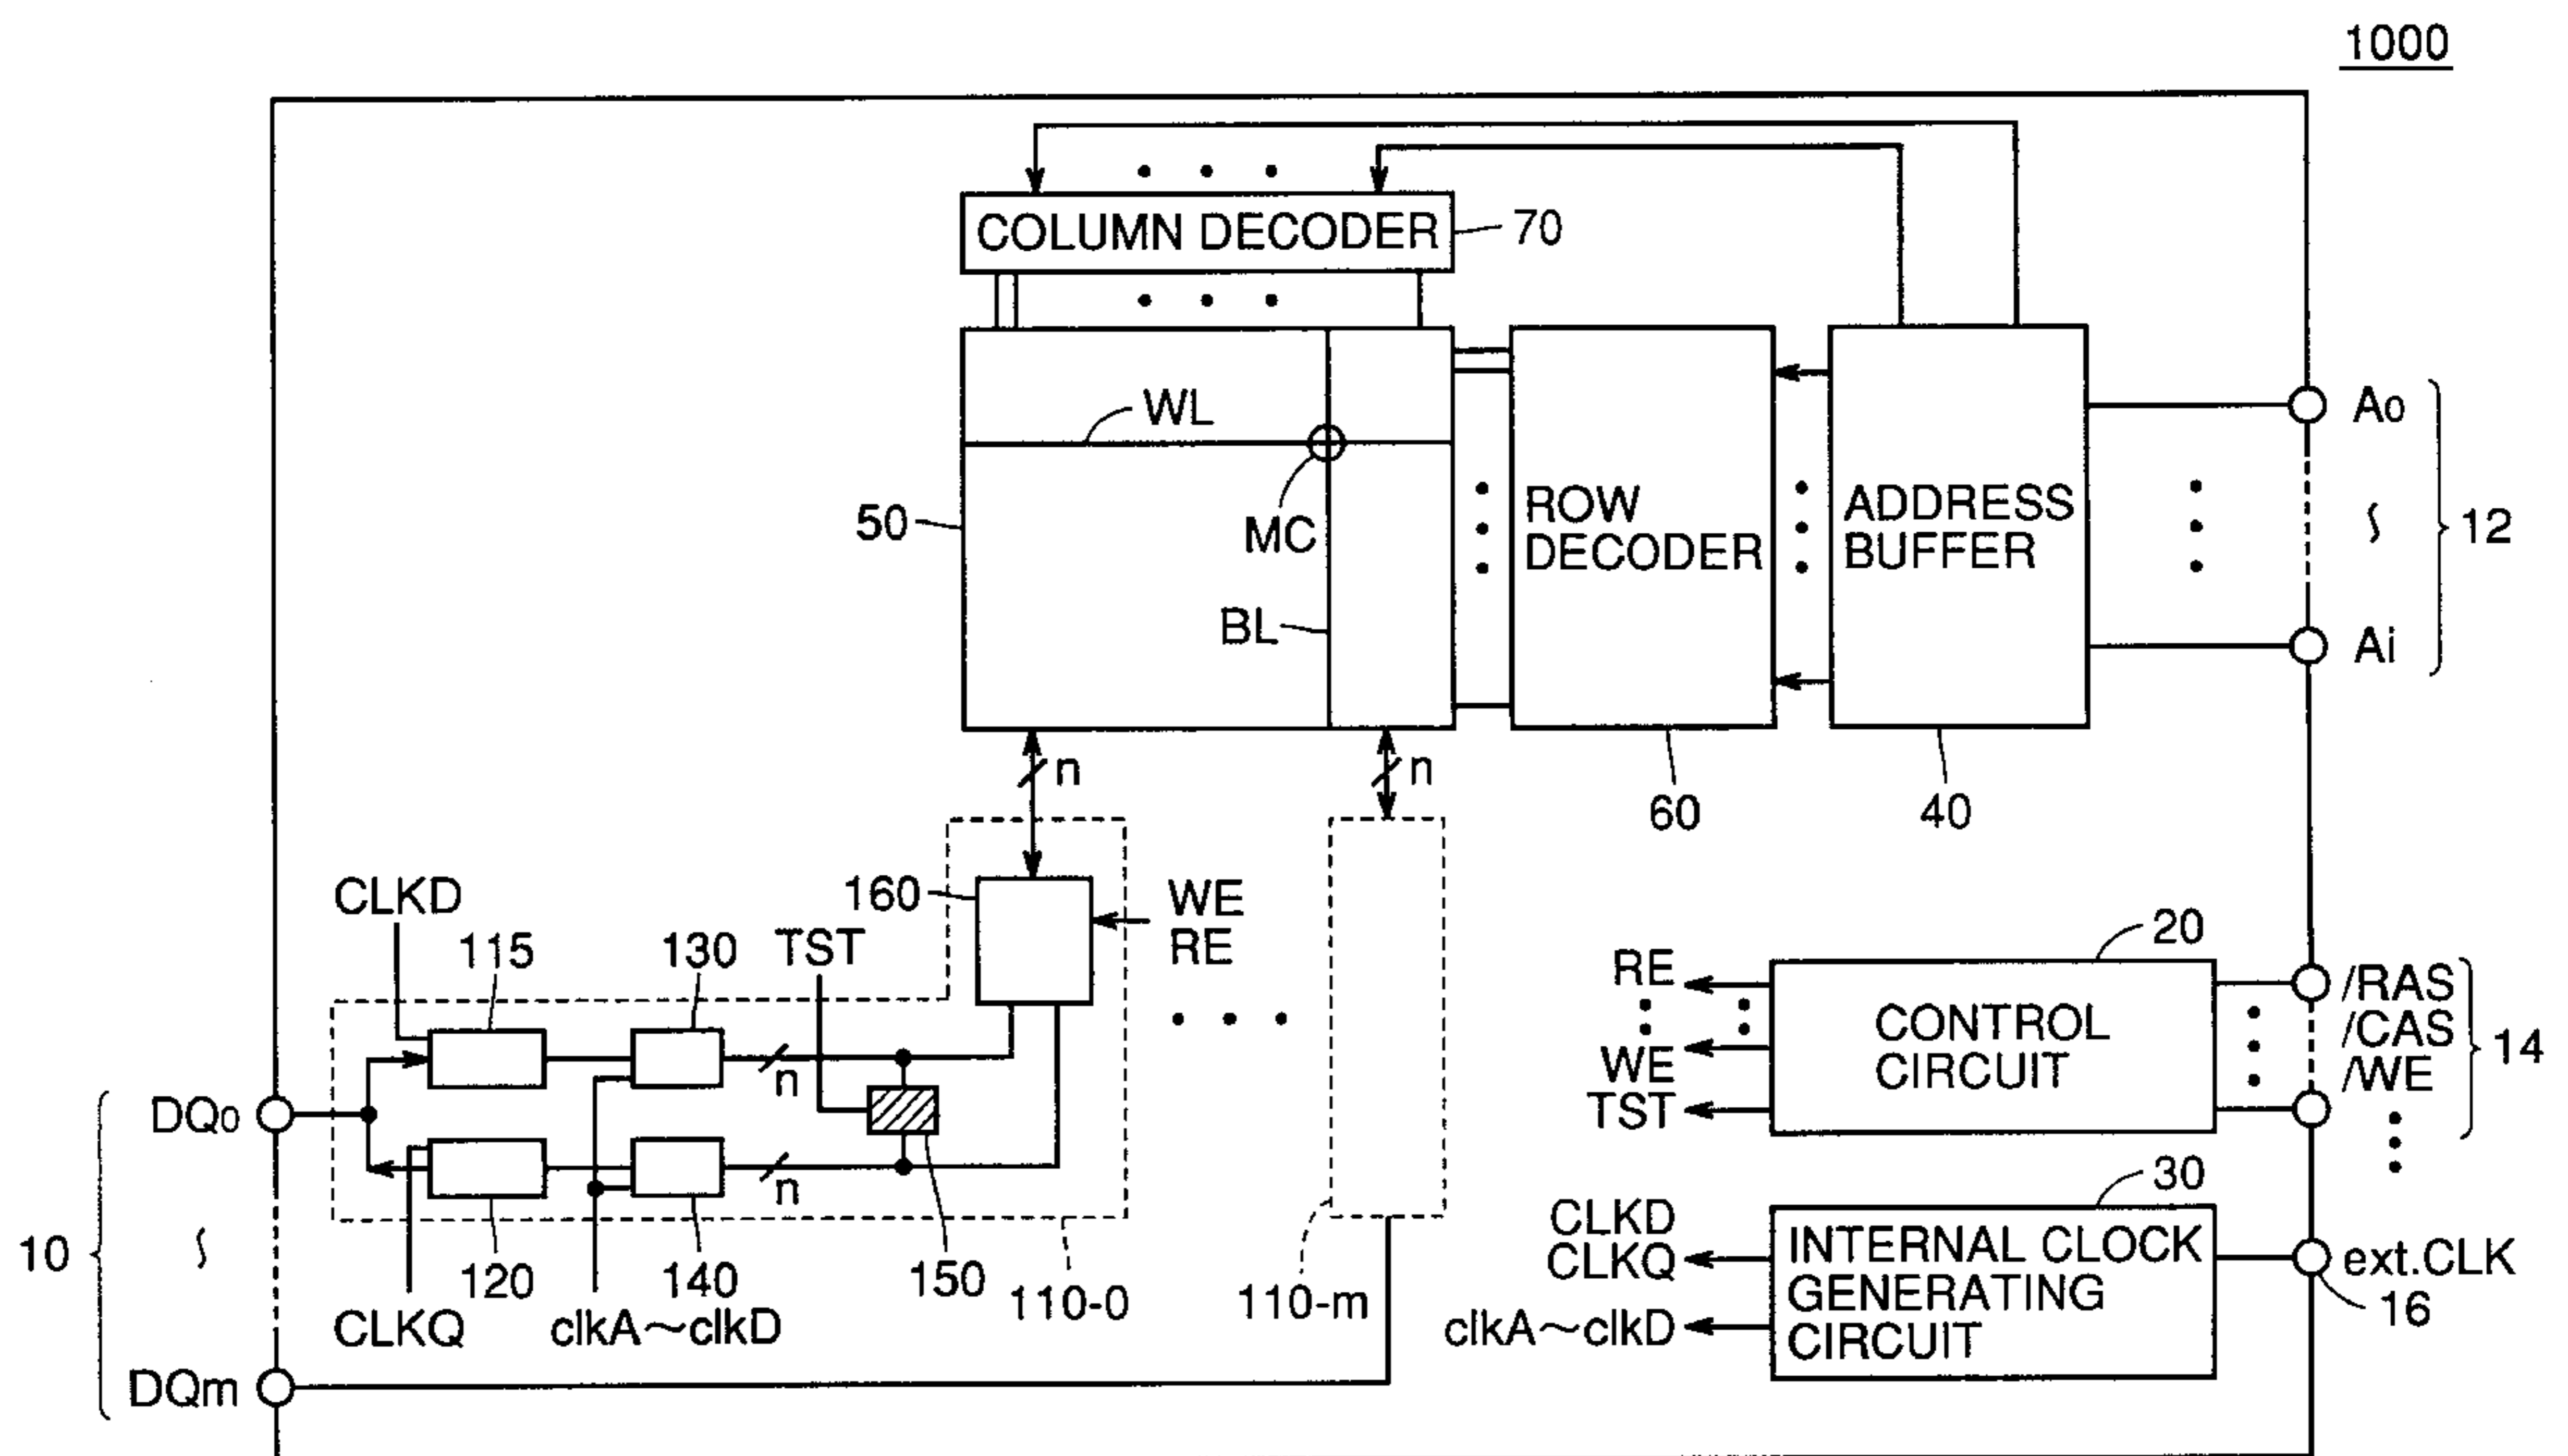 1000
COLUMN DECODER
70
WL
50
MC
BL
ROW
DECODER
ADDRESS
BUFFER
A0
12
Ai
n
n
60
40
160
WE
RE
CLKD
115
130
TST
n
n
DQ0
10
DQm
120
140
150
110-0
110-m
CLKQ
clkA~clkD
20
RE
WE
TST
CONTROL
CIRCUIT
/RAS
/CAS
/WE
14
30
CLKD
CLKQ
clkA~clkD
INTERNAL CLOCK
GENERATING
CIRCUIT
ext.CLK
16